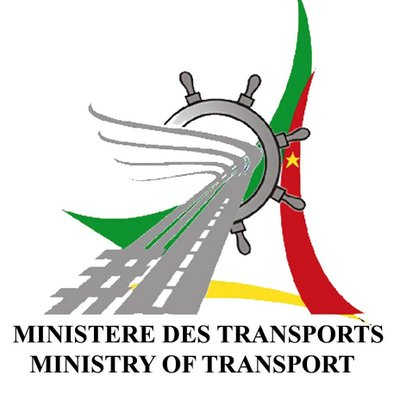 MINISTERE DES TRANSPORTS
MINISTRY OF TRANSPORT